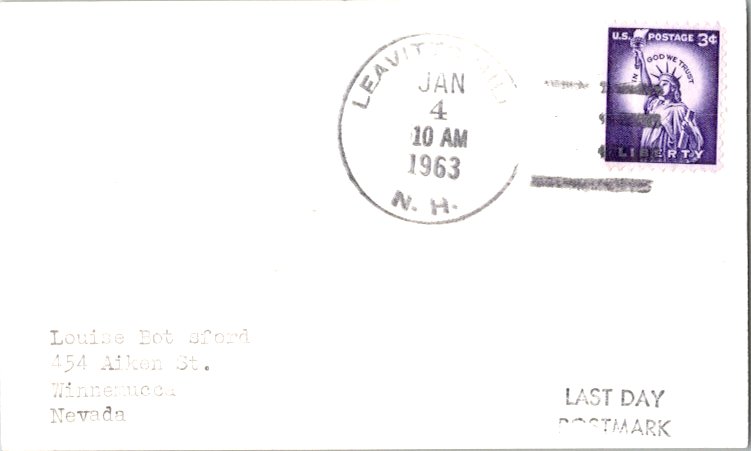 U.S. POSTAGE 3¢
IN GOD WE TRUST
LIBERTY
JAN
4
10 AM
1963
N. H.
Louise Botsford
454 Aiken St.
Winnemucca
Nevada
LAST DAY
POSTMARK